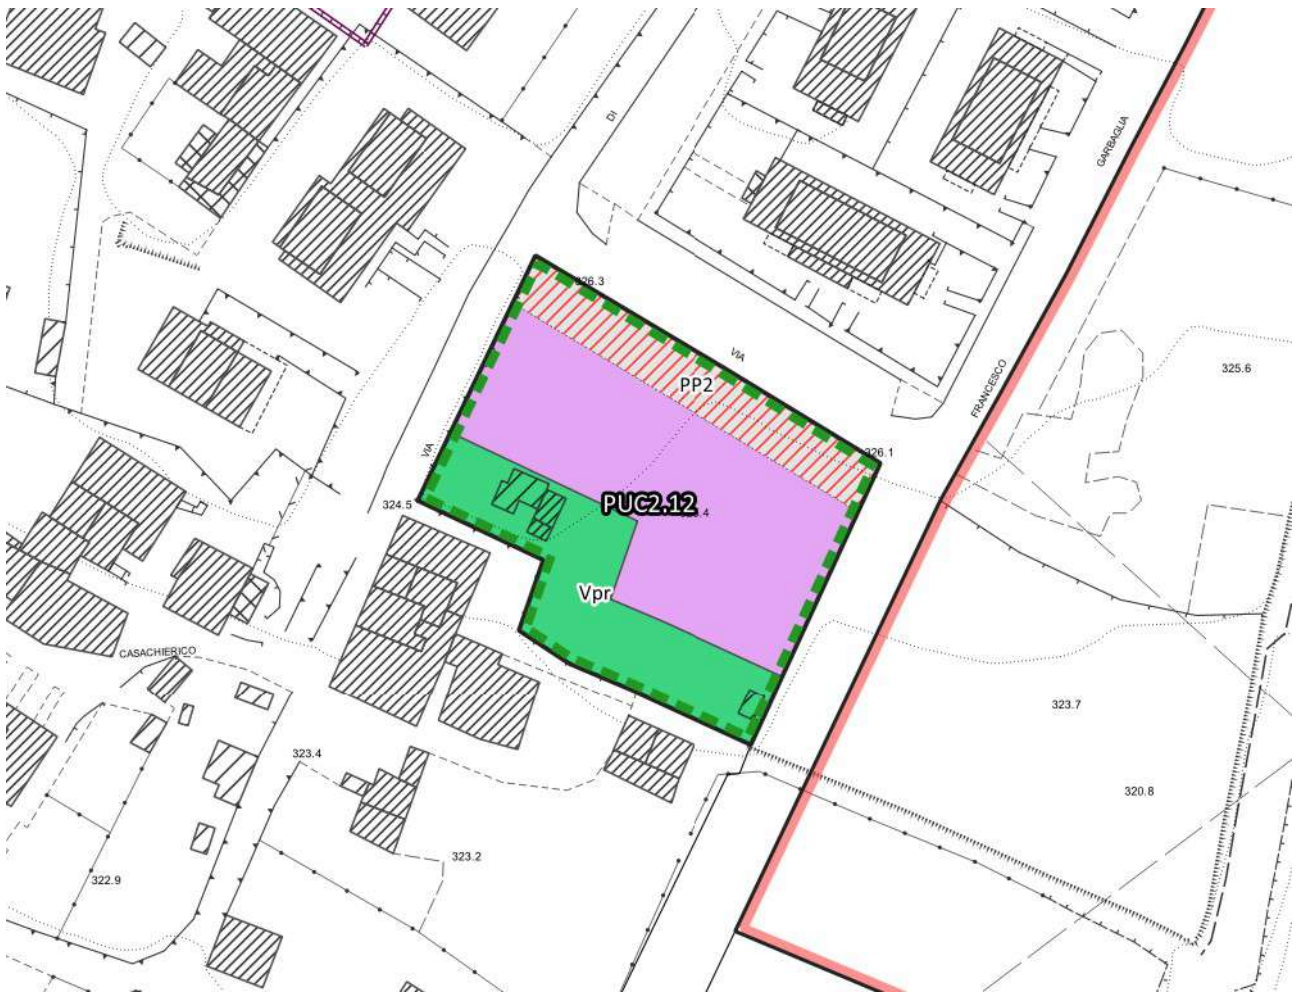 DI
GARBAGLIA
326.3
VIA
FRANCESCO
325.6
PP2
326.1
VIA
324.5
PUC2.12
Vpr
CASACHIERICO
323.7
323.4
320.8
323.2
322.9